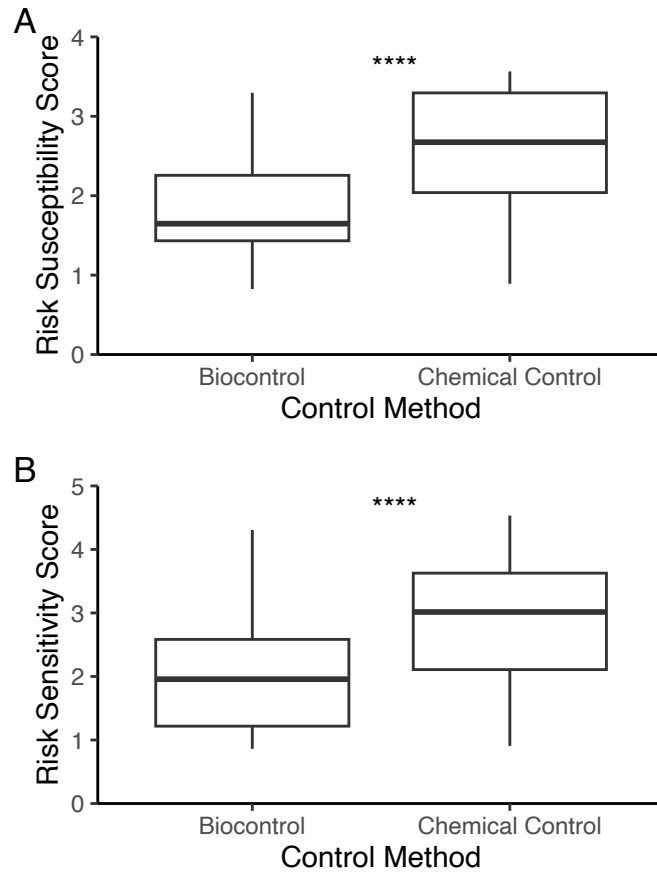 A
Risk Susceptibility Score
4
3
2
1
0
****
Biocontrol Chemical Control
Control Method
B
Risk Sensitivity Score
5
4
3
2
1
0
****
Biocontrol Chemical Control
Control Method